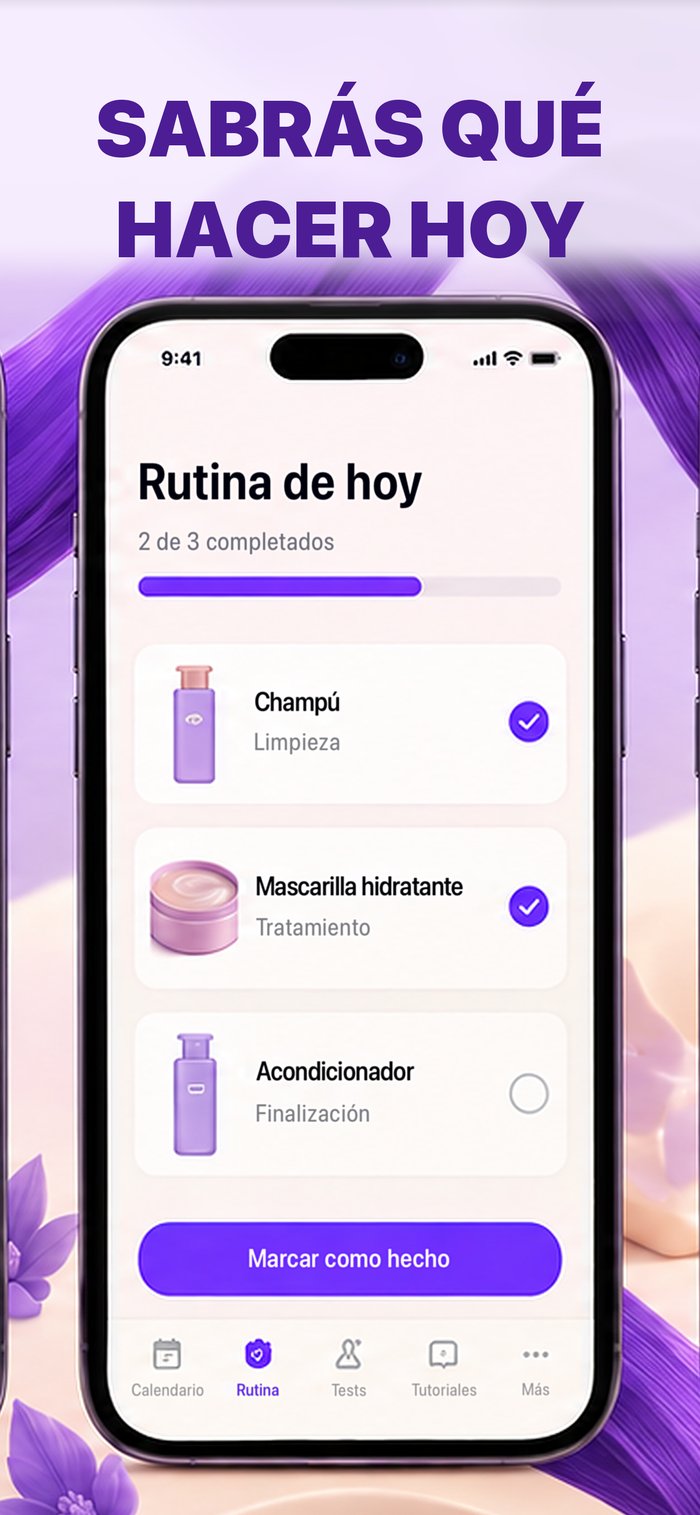 SABRÁS QUÉ
HACER HOY
9:41
Rutina de hoy
2 de 3 completados
Champú
Limpieza
Mascarilla hidratante
Tratamiento
Acondicionador
Finalización
Marcar como hecho
Calendario
Rutina
Tests
Tutoriales
Más